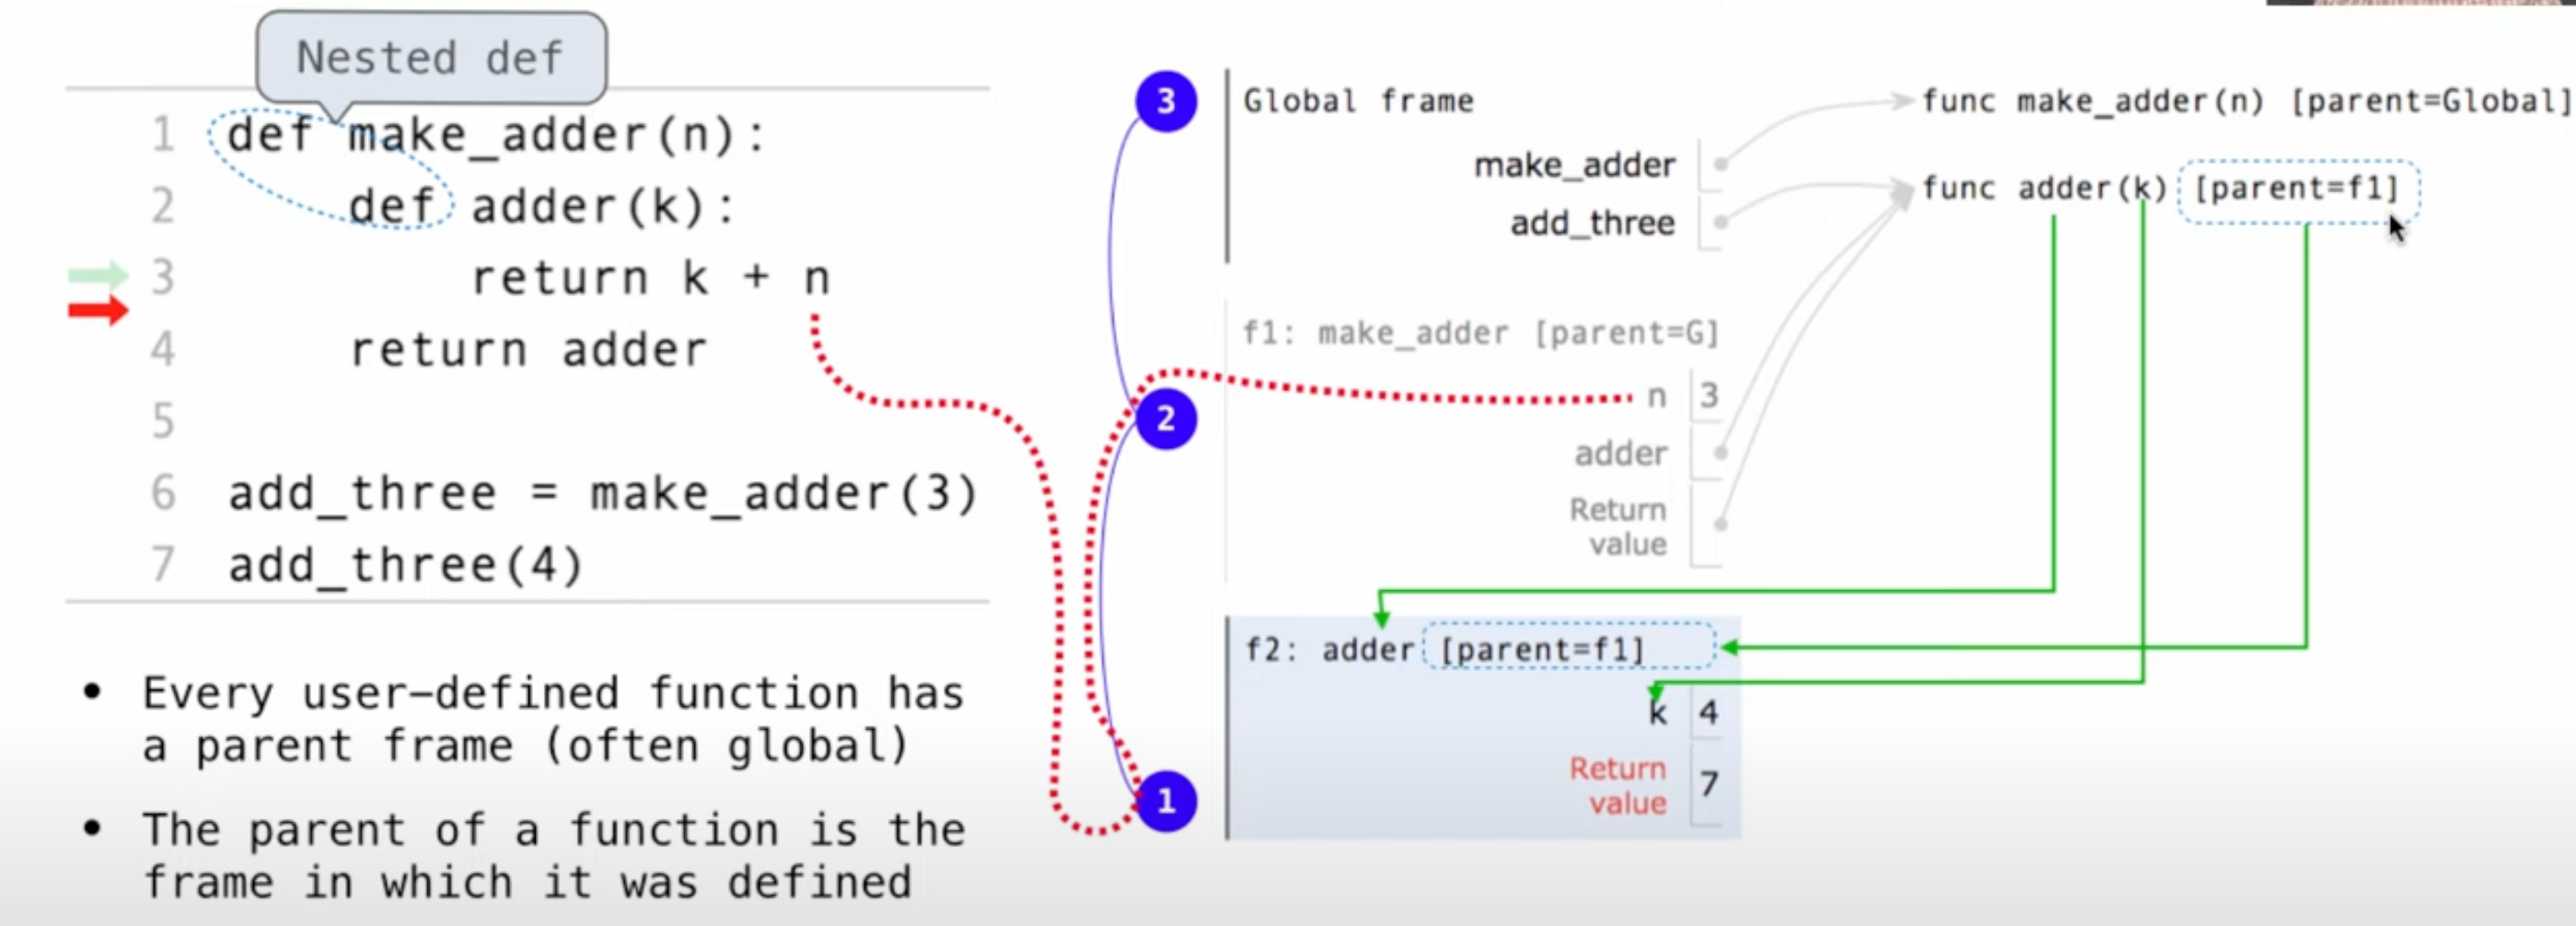 Nested def
1 def make_adder(n):
2 def adder(k):
3 return k + n
4 return adder
5
6 add_three = make_adder(3)
7 add_three(4)
• Every user-defined function has
a parent frame (often global)
• The parent of a function is the
frame in which it was defined
3
Global frame
make_adder
add_three
func make_adder(n) [parent=Global]
func adder(k) [parent=f1]
2
f1: make_adder [parent=G]
n 3
adder
Return
value
1
f2: adder [parent=f1]
k 4
Return
value 7